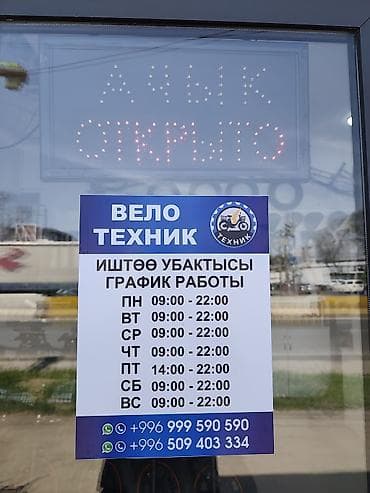 АЧЫК
ОТКРЫТО
ВЕЛО
ТЕХНИК
ТЕХНИК
ИШТӨӨ УБАКТЫСЫ
ГРАФИК РАБОТЫ
ПН 09:00 - 22:00
ВТ 09:00 - 22:00
СР 09:00 - 22:00
ЧТ 09:00 - 22:00
ПТ 14:00 - 22:00
СБ 09:00 - 22:00
ВС 09:00 - 22:00
+996 999 590 590
+996 509 403 334